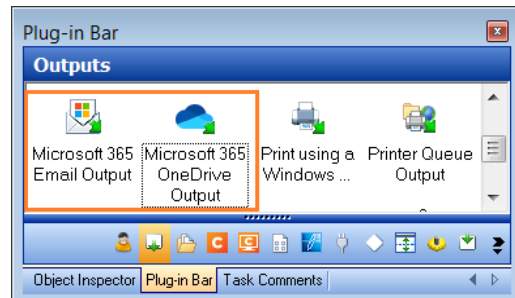 Plug-in Bar
Outputs
Microsoft 365 Microsoft 365 Print using a Printer Queue
Email Output OneDrive Windows ... Output
Output
C C
Object Inspector Plug-in Bar Task Comments